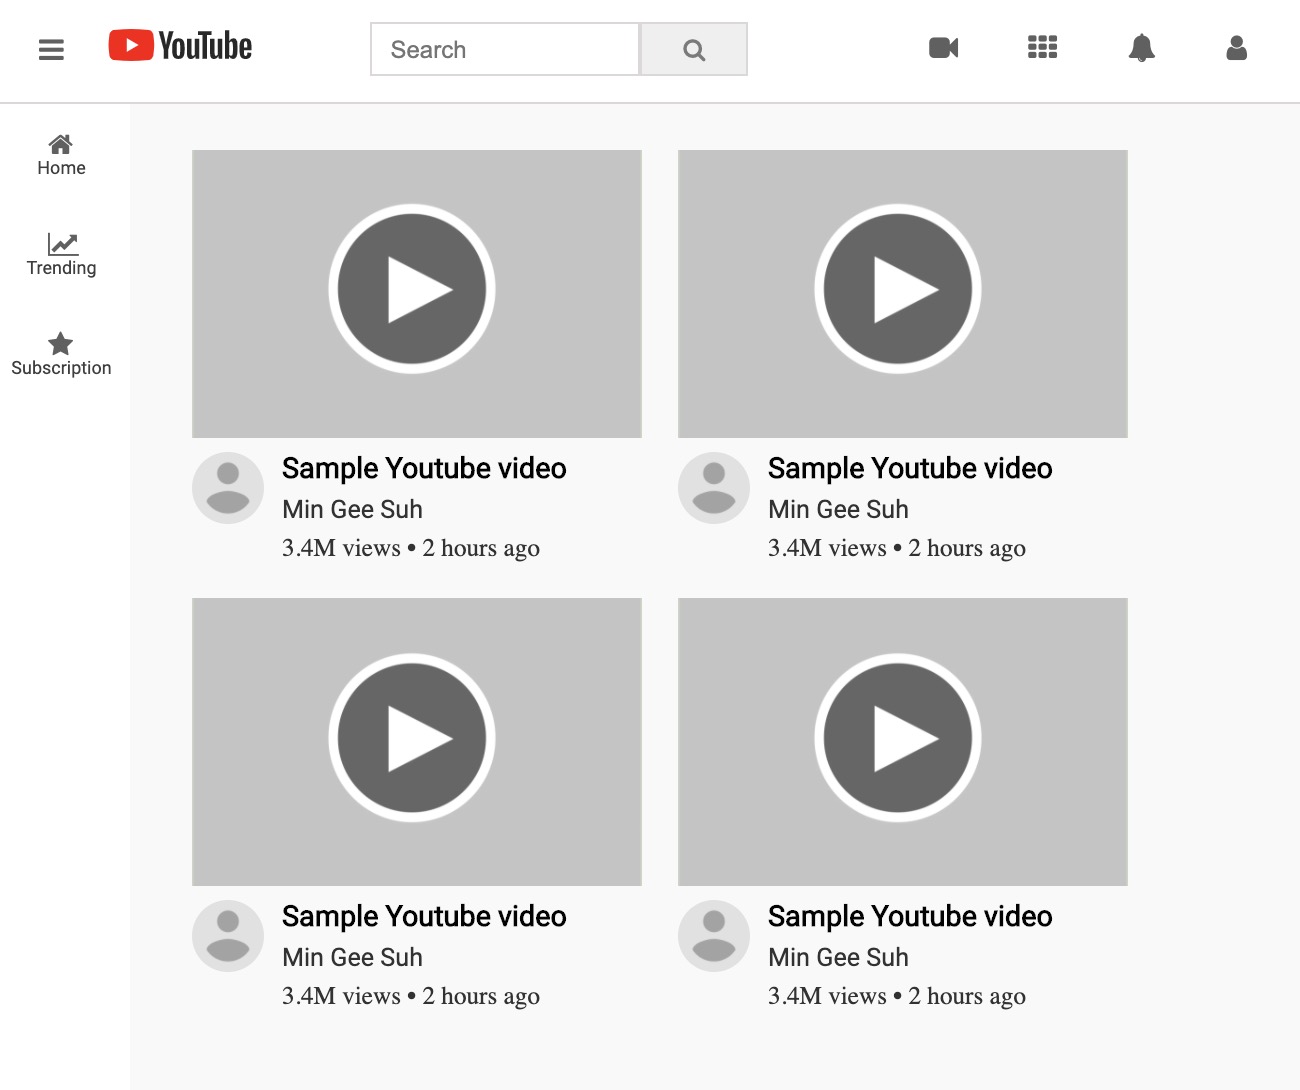 YouTube
Search
Home
Trending
Subscription
Sample Youtube video
Min Gee Suh
3.4M views • 2 hours ago
Sample Youtube video
Min Gee Suh
3.4M views • 2 hours ago
Sample Youtube video
Min Gee Suh
3.4M views • 2 hours ago
Sample Youtube video
Min Gee Suh
3.4M views • 2 hours ago